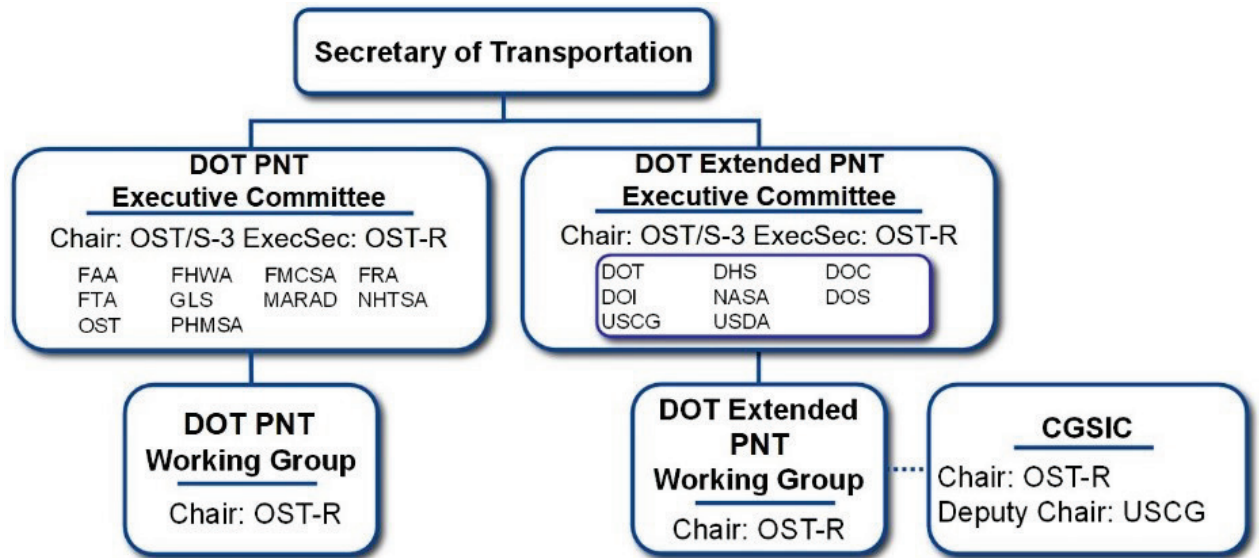 Secretary of Transportation
DOT PNT
Executive Committee
Chair: OST/S-3 ExecSec: OST-R
FAA FHWA FMCSA FRA
FTA GLS MARAD NHTSA
OST PHMSA
DOT Extended PNT
Executive Committee
Chair: OST/S-3 ExecSec: OST-R
DOT DHS DOC
DOI NASA DOS
USCG USDA
DOT PNT
Working Group
Chair: OST-R
DOT Extended
PNT
Working Group
Chair: OST-R
CGSIC
Chair: OST-R
Deputy Chair: USCG